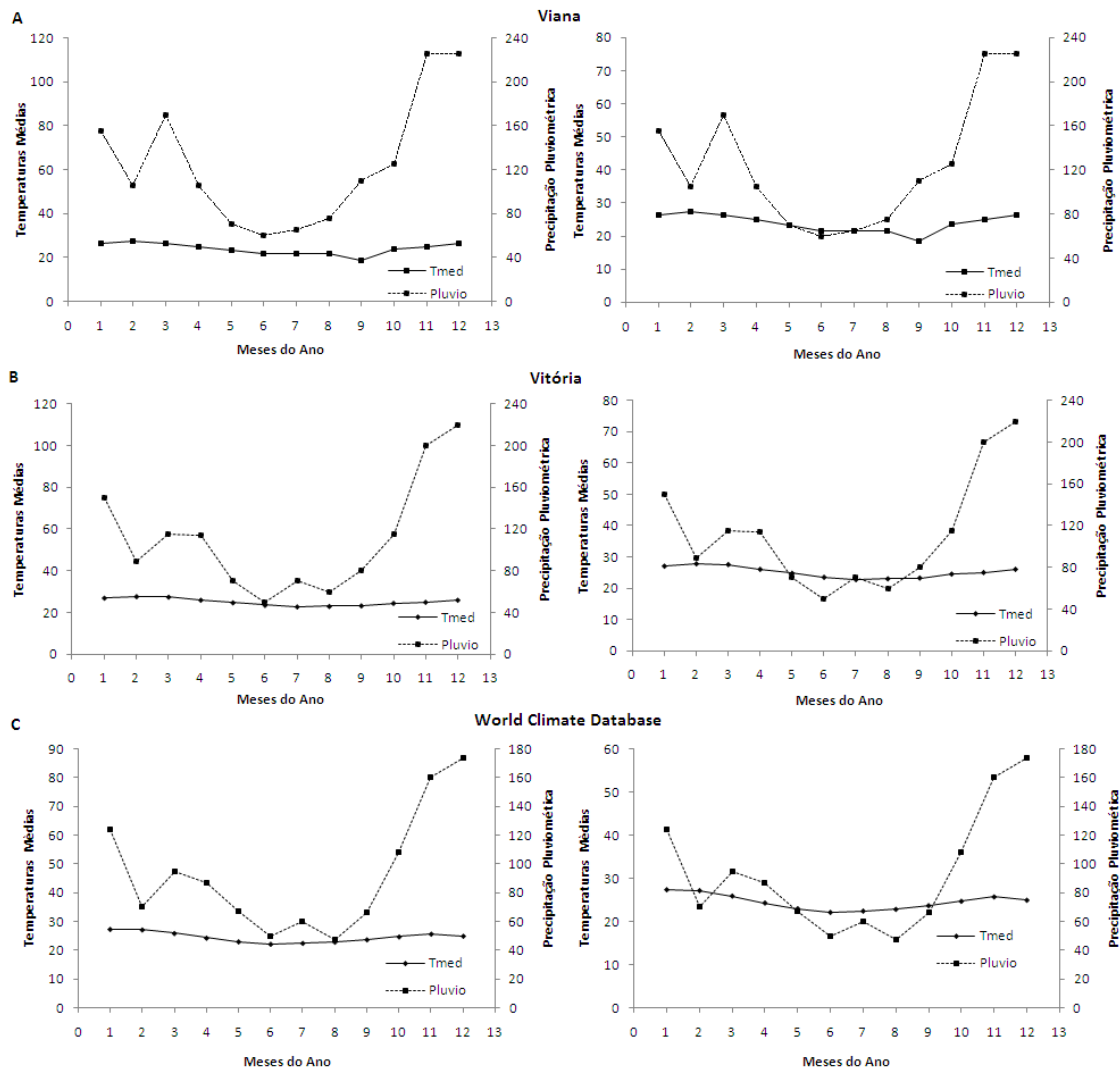 A
Viana
Temperaturas Médias
120
100
80
60
40
20
0
240
200
160
120
80
40
0
Precipitação Pluviométrica
Tmed
Pluvio
0 1 2 3 4 5 6 7 8 9 10 11 12 13
Meses do Ano
Temperaturas Médias
80
70
60
50
40
30
20
10
0
240
200
160
120
80
40
0
Precipitação Pluviométrica
Tmed
Pluvio
0 1 2 3 4 5 6 7 8 9 10 11 12 13
Meses do Ano
B
Vitória
Temperaturas Médias
120
100
80
60
40
20
0
240
200
160
120
80
40
0
Precipitação Pluviométrica
Tmed
Pluvio
0 1 2 3 4 5 6 7 8 9 10 11 12 13
Meses do Ano
Temperaturas Médias
80
70
60
50
40
30
20
10
0
240
200
160
120
80
40
0
Precipitação Pluviométrica
Tmed
Pluvio
0 1 2 3 4 5 6 7 8 9 10 11 12 13
Meses do Ano
C
World Climate Database
Temperaturas Médias
90
80
70
60
50
40
30
20
10
0
180
160
140
120
100
80
60
40
20
0
Precipitação Pluviométrica
Tmed
Pluvio
0 1 2 3 4 5 6 7 8 9 10 11 12 13
Meses do Ano
Temperaturas Médias
60
50
40
30
20
10
0
180
160
140
120
100
80
60
40
20
0
Precipitação Pluviomética
Tmed
Pluvio
0 1 2 3 4 5 6 7 8 9 10 11 12 13
Meses do Ano